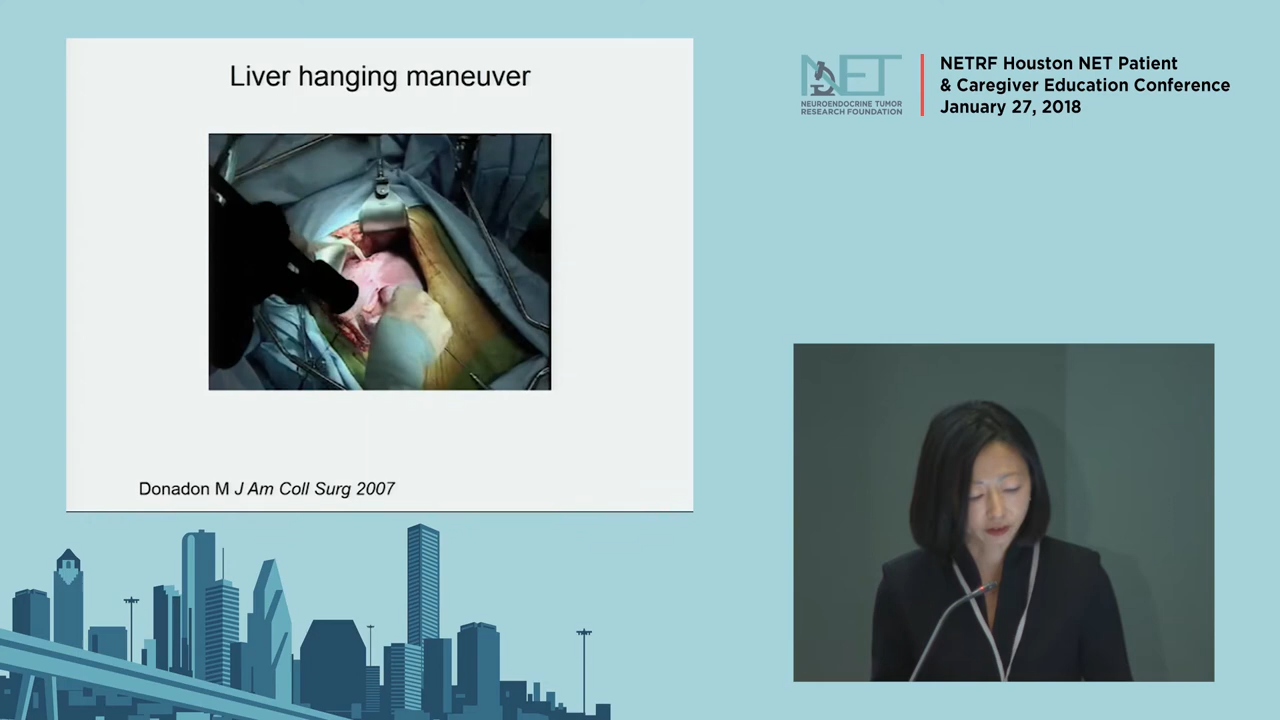 Liver hanging maneuver
Donadon M J Am Coll Surg 2007
NET
NEUROENDOCRINE TUMOR
RESEARCH FOUNDATION
NETRF Houston NET Patient
& Caregiver Education Conference
January 27, 2018